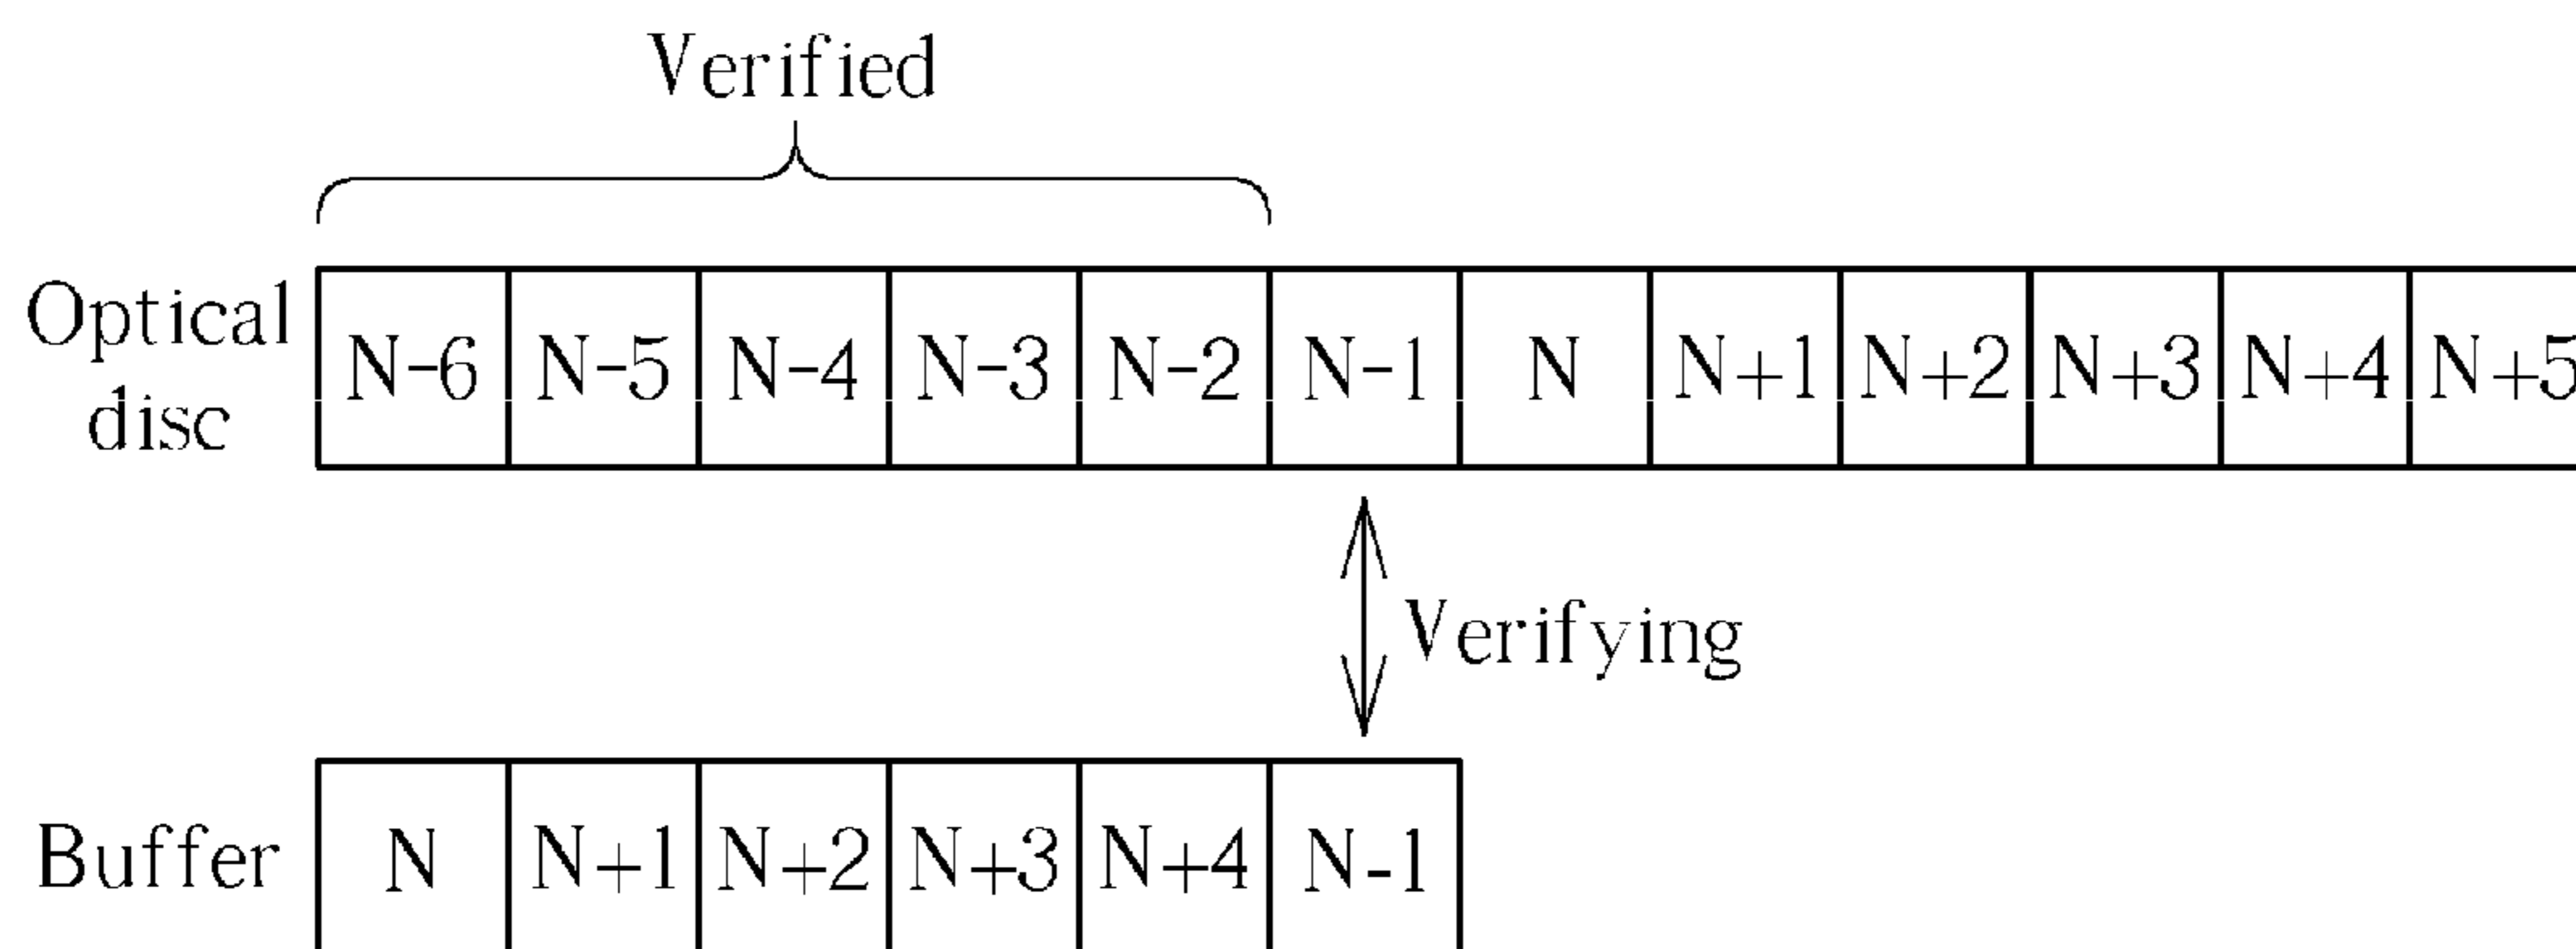 Verified
Optical
disc
N-6 N-5 N-4 N-3 N-2 N-1 N N+1 N+2 N+3 N+4 N+5
Verifying
Buffer N N+1 N+2 N+3 N+4 N-1